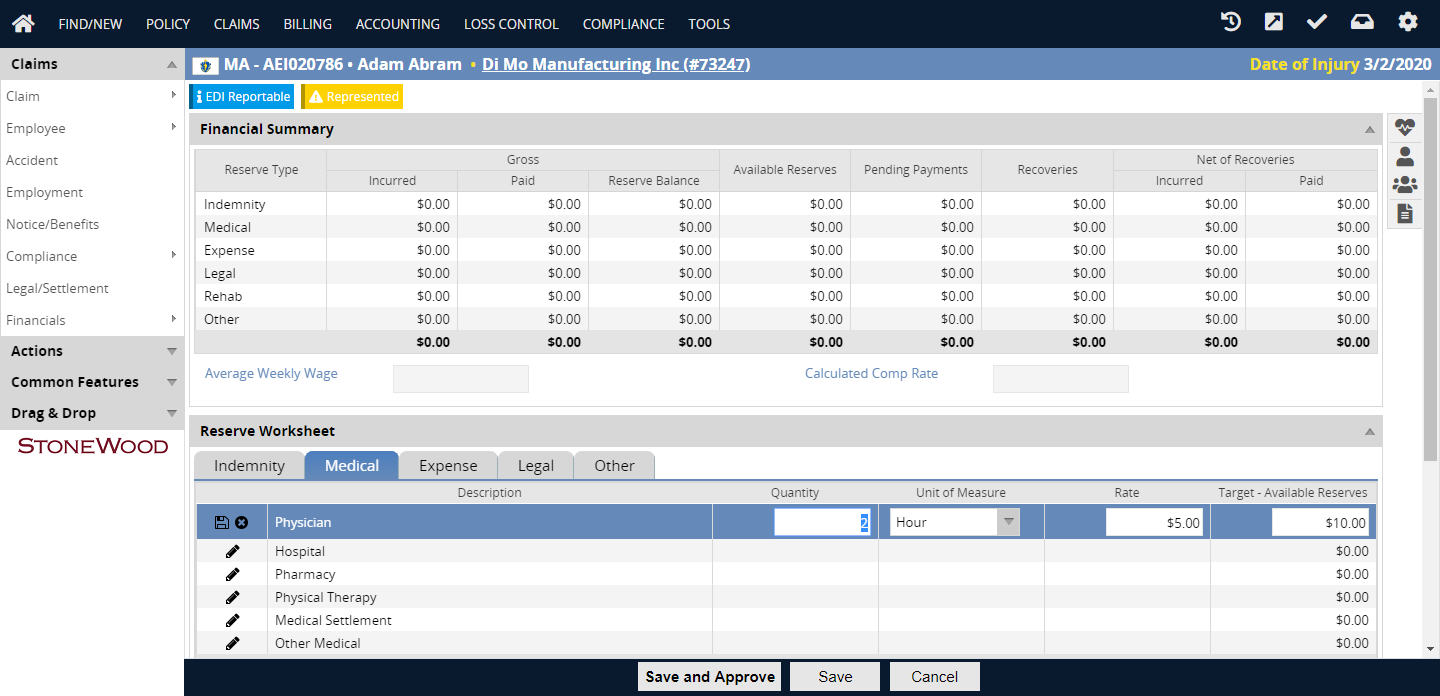 FIND/NEW POLICY CLAIMS BILLING ACCOUNTING LOSS CONTROL COMPLIANCE TOOLS
Claims
Claim
Employee
Accident
Employment
Notice/Benefits
Compliance
Legal/Settlement
Financials
Actions
Common Features
Drag & Drop
STONEWOOD
MA - AEI020786 • Adam Abram • Di Mo Manufacturing Inc (#73247) Date of Injury 3/2/2020
EDI Reportable Represented
Financial Summary
Reserve Type Gross Available Reserves Pending Payments Recoveries Net of Recoveries
Incurred Paid Reserve Balance Incurred Paid
Indemnity $0.00 $0.00 $0.00 $0.00 $0.00 $0.00 $0.00 $0.00
Medical $0.00 $0.00 $0.00 $0.00 $0.00 $0.00 $0.00 $0.00
Expense $0.00 $0.00 $0.00 $0.00 $0.00 $0.00 $0.00 $0.00
Legal $0.00 $0.00 $0.00 $0.00 $0.00 $0.00 $0.00 $0.00
Rehab $0.00 $0.00 $0.00 $0.00 $0.00 $0.00 $0.00 $0.00
Other $0.00 $0.00 $0.00 $0.00 $0.00 $0.00 $0.00 $0.00
$0.00 $0.00 $0.00 $0.00 $0.00 $0.00 $0.00 $0.00
Average Weekly Wage Calculated Comp Rate
Reserve Worksheet
Indemnity Medical Expense Legal Other
Description Quantity Unit of Measure Rate Target - Available Reserves
Physician 2 Hour $5.00 $10.00
Hospital $0.00
Pharmacy $0.00
Physical Therapy $0.00
Medical Settlement $0.00
Other Medical $0.00
Save and Approve Save Cancel